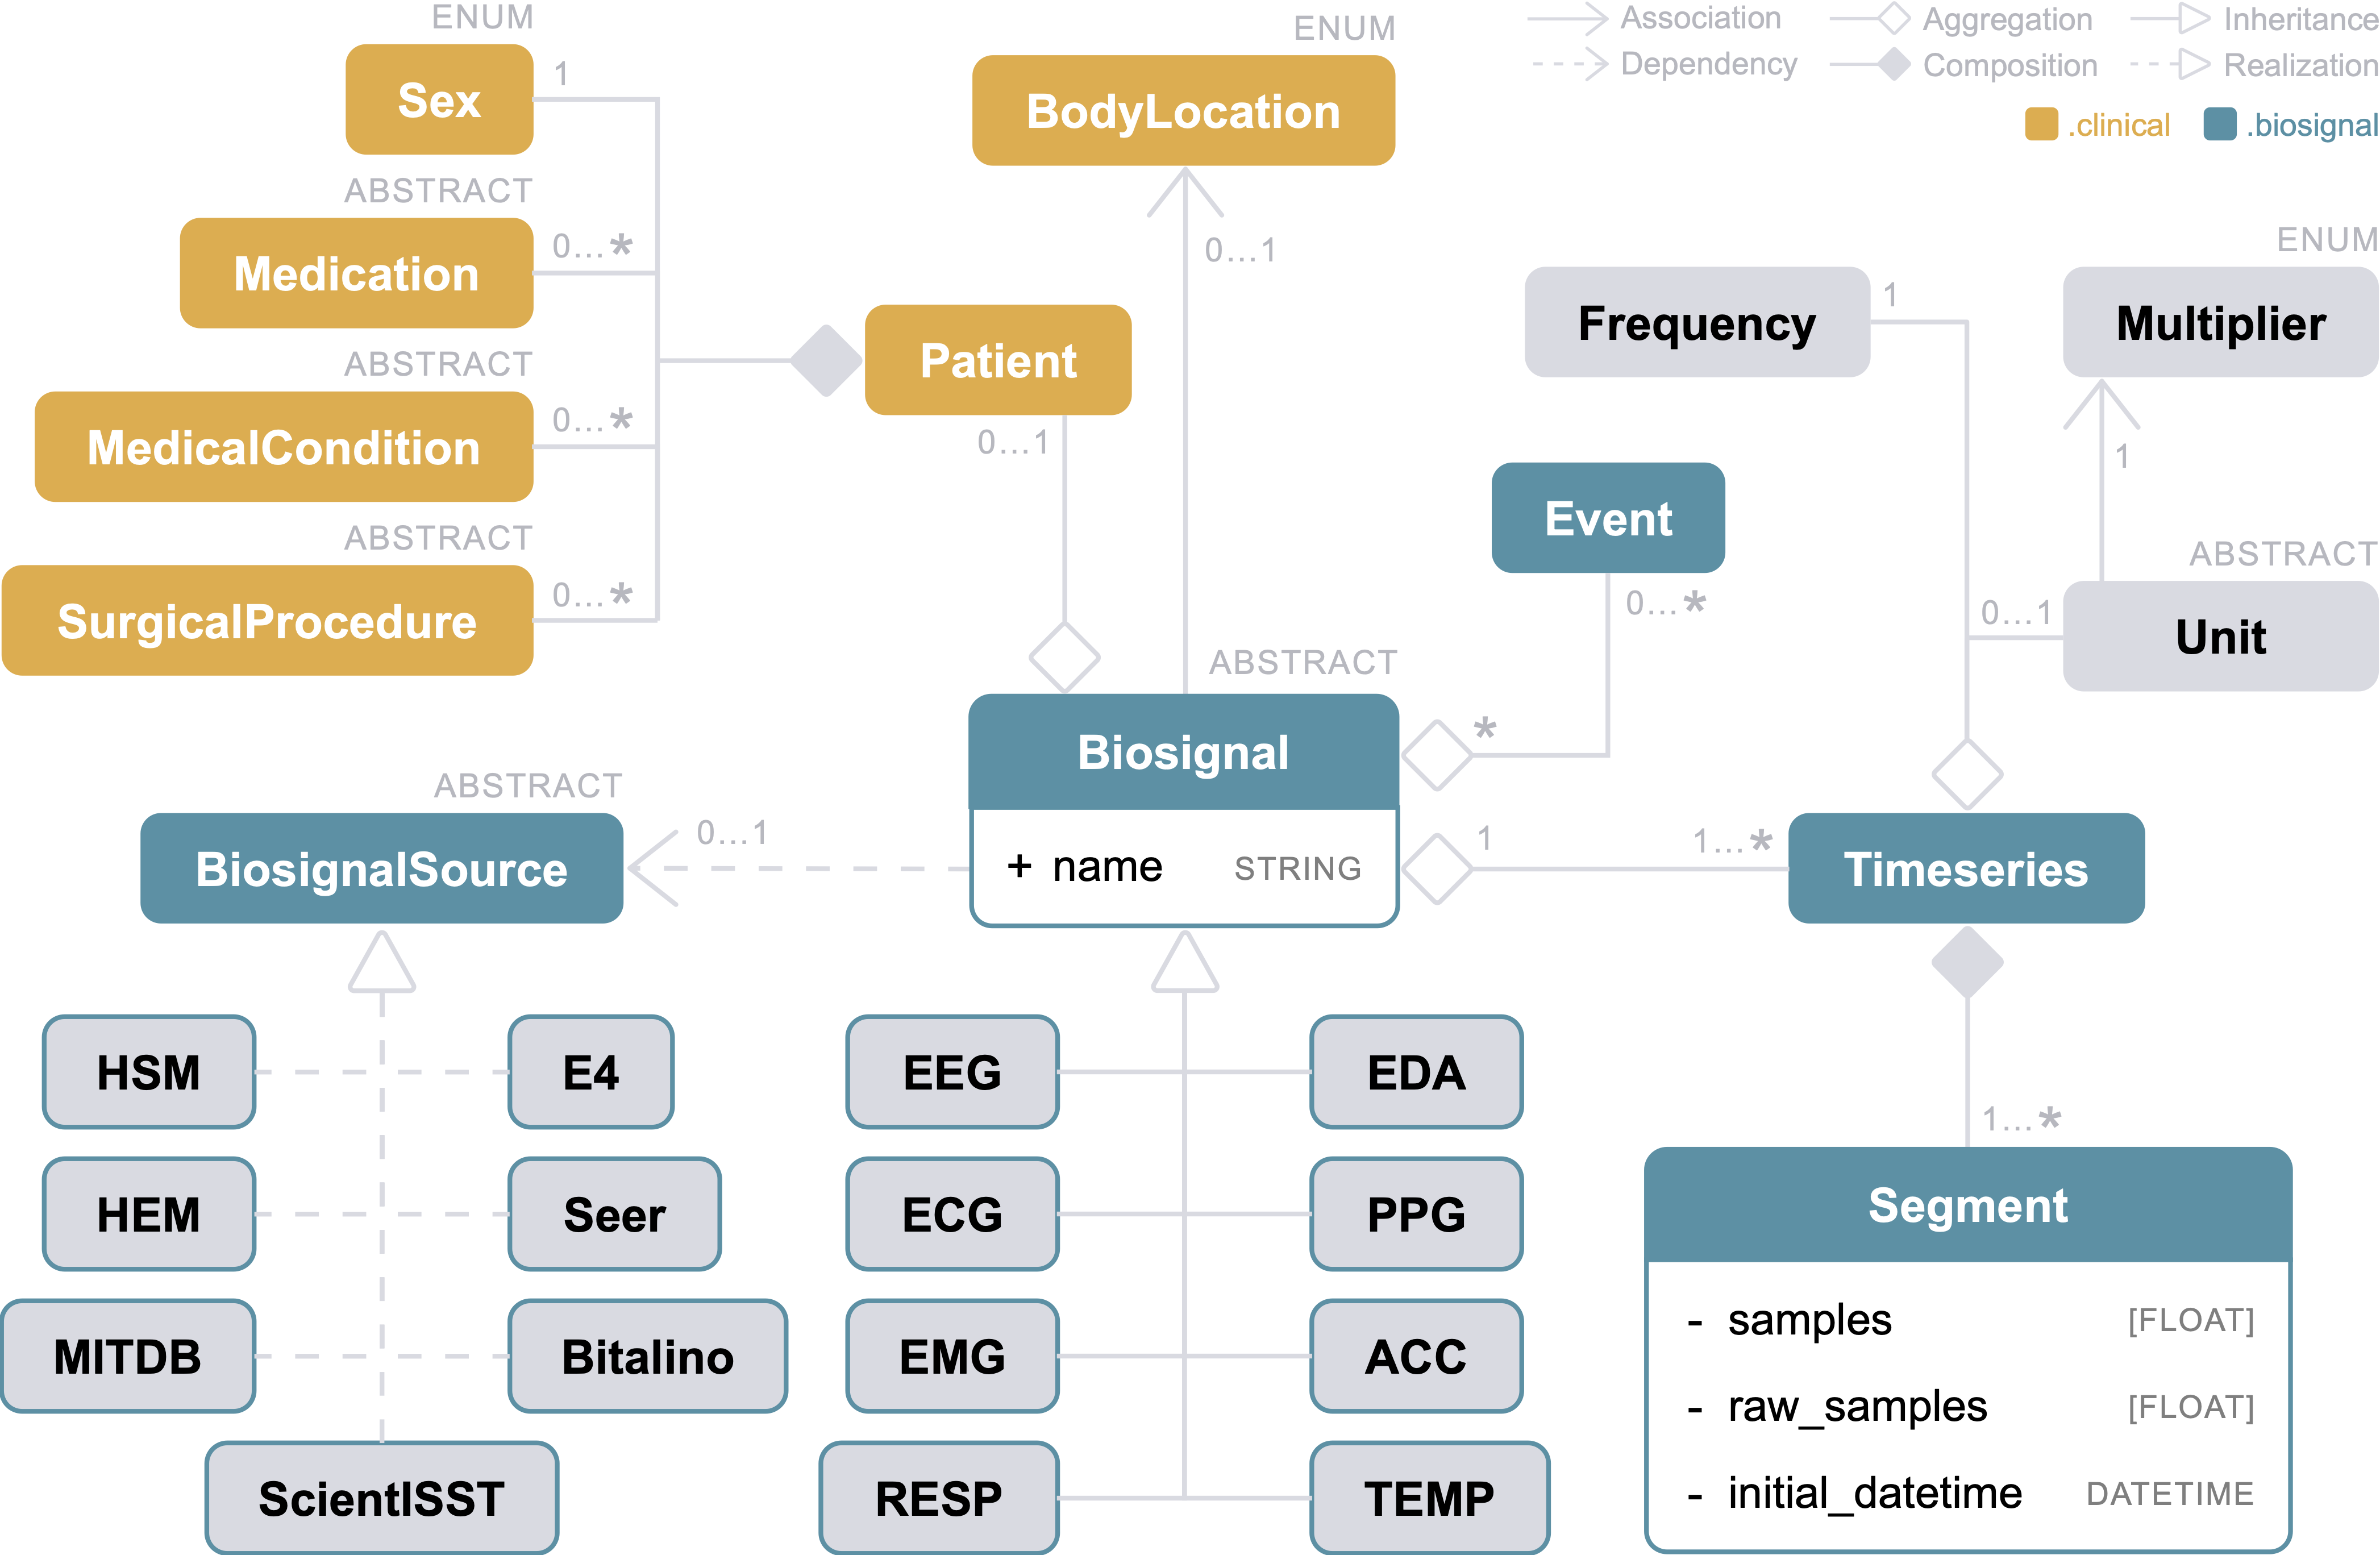 ENUM
Sex
1
ABSTRACT
Medication
0...*
ABSTRACT
MedicalCondition
0...*
ABSTRACT
SurgicalProcedure
0...*
Patient
0...1
ENUM
BodyLocation
0...1
Association
Aggregation
Inheritance
Dependency
Composition
Realization
.clinical
.biosignal
Frequency
1
ENUM
Multiplier
1
ABSTRACT
Unit
0...1
Event
0...*
*
ABSTRACT
Biosignal
+ name STRING
1
1...*
Timeseries
ABSTRACT
BiosignalSource
0...1
HSM
E4
HEM
Seer
MITDB
Bitalino
ScientISST
EEG
EDA
ECG
PPG
EMG
ACC
RESP
TEMP
1...*
Segment
- samples [FLOAT]
- raw_samples [FLOAT]
- initial_datetime DATETIME